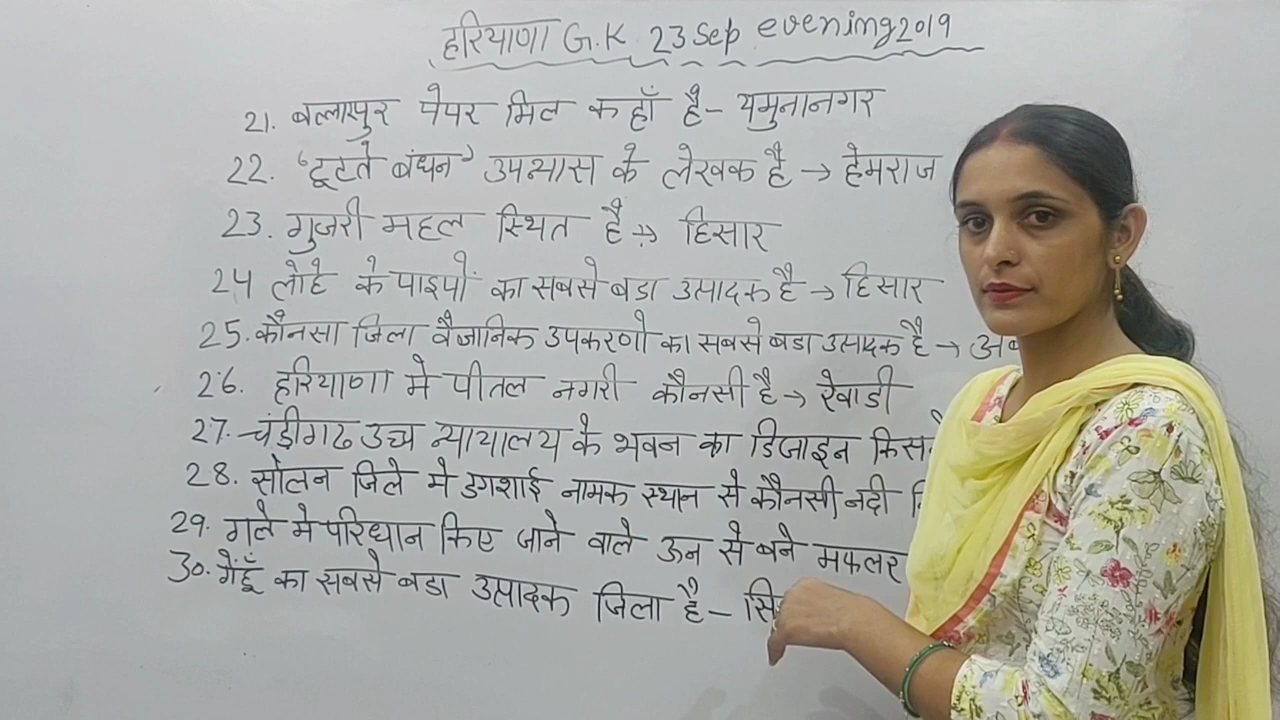 हरियाणा G.K 23 Sep evening 2019
21. बल्लापुर पेपर मिल कहाँ है - यमुनानगर
22. 'टूटते बंधन' उपन्यास के लेखक है → हेमराज
23. गुजरी महल स्थित है → हिसार
24 लोहे के पाइपों का सबसे बडा उत्पादक है → हिसार
25. कौनसा जिला वैज्ञानिक उपकरणो का सबसे बडा उत्पादक है →
26. हरियाणा मे पीतल नगरी कौनसी है → रेवाडी
27. चंड़ीगढ उच्च न्यायालय के भवन का डिजाइन
28. सोलन जिले मे डगशाई नामक स्थान से कौनसी नदी
29. गले मे परिधान किए जाने वाले ऊन से बने मफलर
30. गेहूँ का सबसे बडा उत्पादक जिला है -